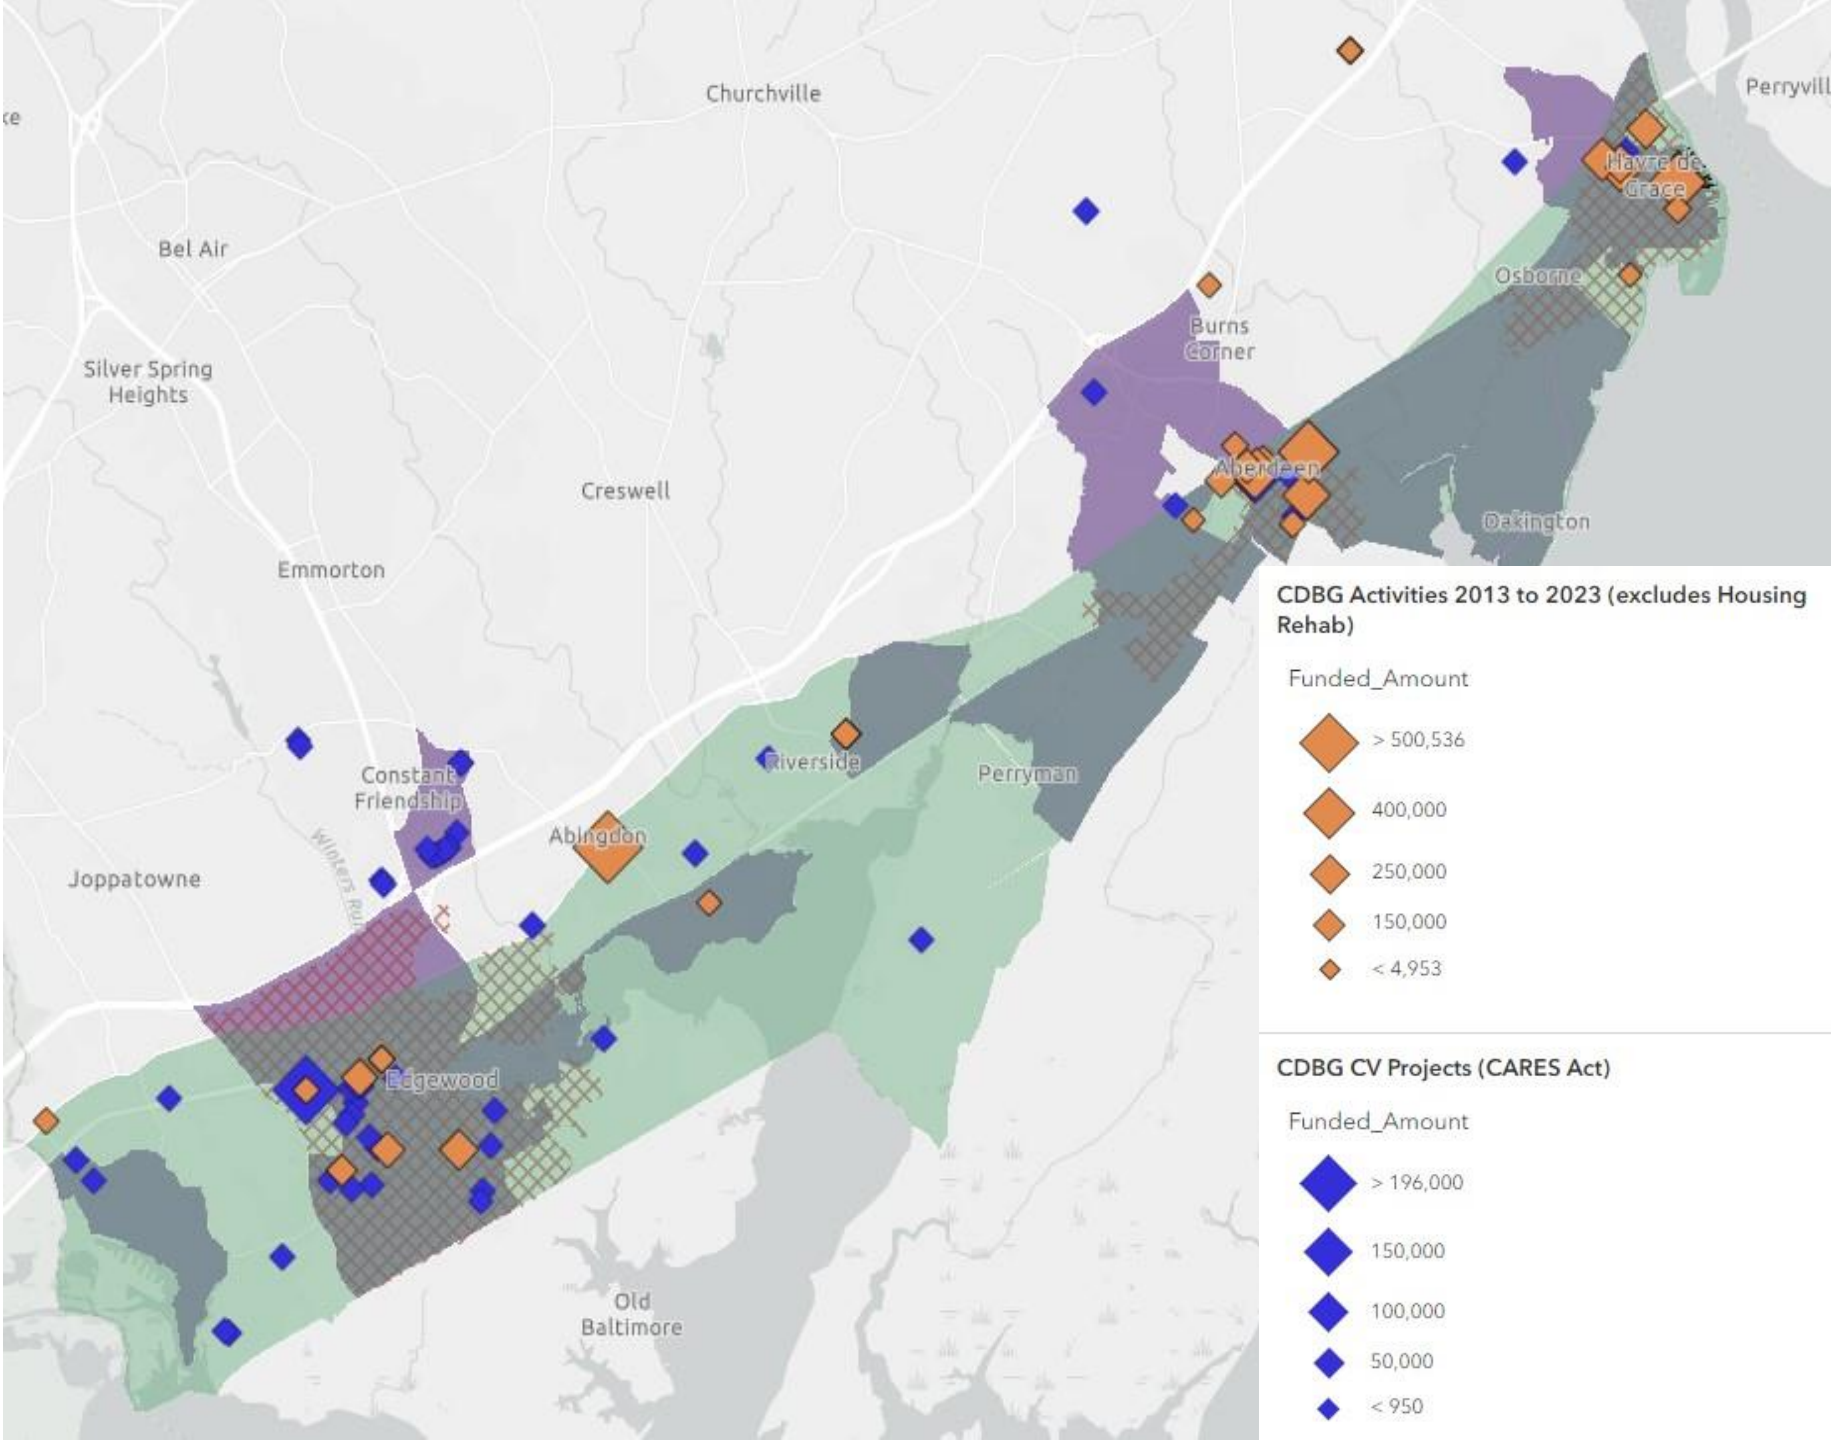 Churchville
Perryvill
ke
Havre de
Grace
Bel Air
Osborne
Burns
Corner
Silver Spring
Heights
Aberdeen
Creswell
Oakington
Emmorton
CDBG Activities 2013 to 2023 (excludes Housing
Rehab)
Funded_Amount
> 500,536
400,000
250,000
150,000
< 4,953
Riverside
Perryman
Constant
Friendship
Abingdon
Winters Run
Joppatowne
Edgewood
CDBG CV Projects (CARES Act)
Funded_Amount
> 196,000
150,000
100,000
50,000
< 950
Old
Baltimore